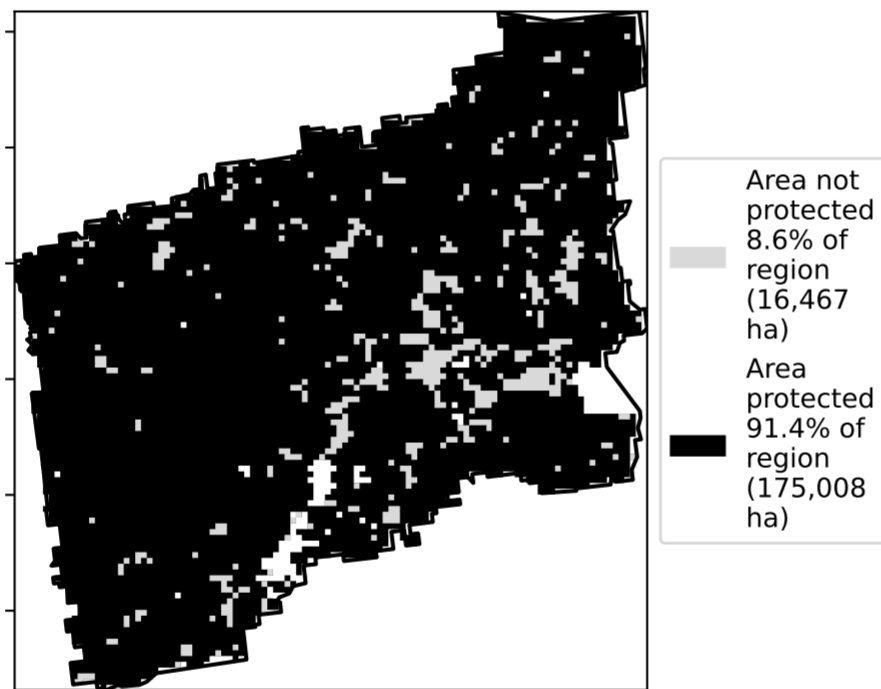 Area not
protected
8.6% of
region
(16,467
ha)
Area
protected
91.4% of
region
(175,008
ha)